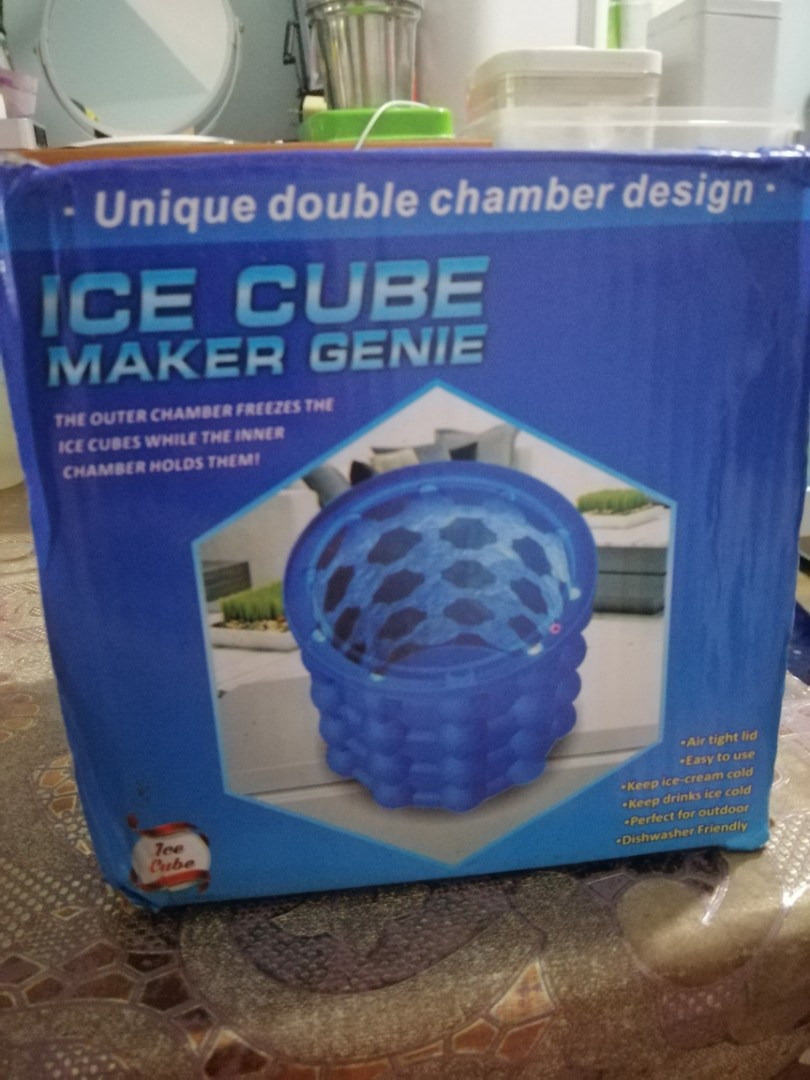 · Unique double chamber design ·
ICE CUBE
MAKER GENIE
THE OUTER CHAMBER FREEZES THE
ICE CUBES WHILE THE INNER
CHAMBER HOLDS THEM!
•Air tight lid
•Easy to use
•Keep ice-cream cold
•Keep drinks ice cold
•Perfect for outdoor
•Dishwasher Friendly
Ice
Cube